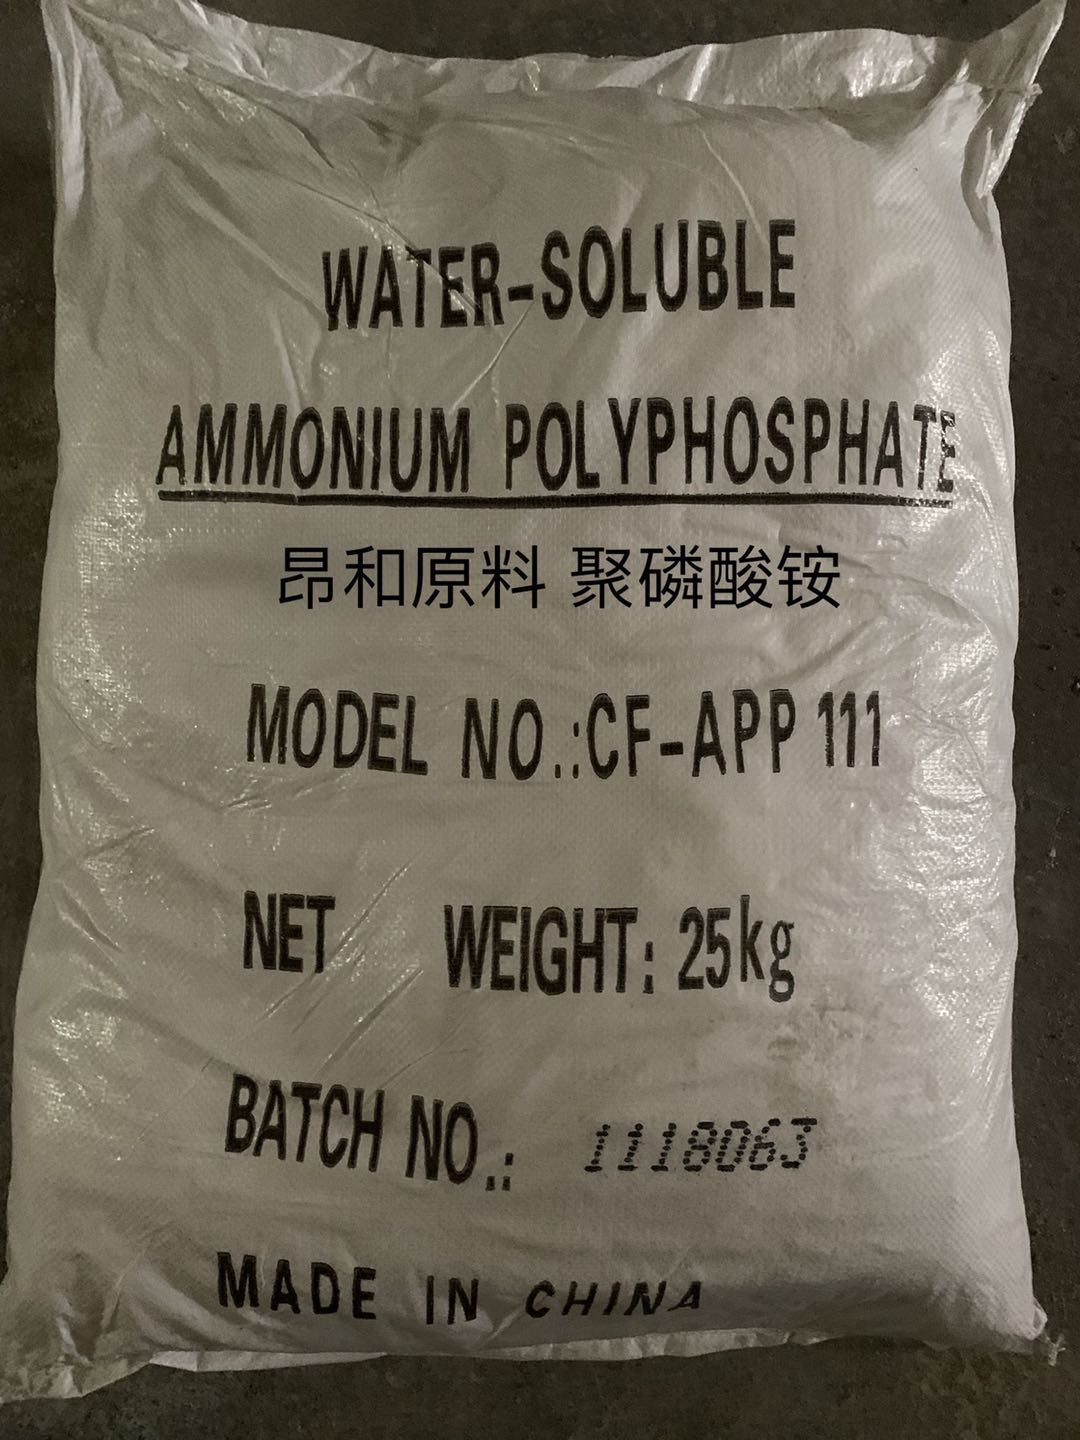 WATER-SOLUBLE
AMMONIUM POLYPHOSPHATE
昂和原料 聚磷酸铵
MODEL NO.:CF-APP 111
NET WEIGHT: 25kg
BATCH NO.: 1118063
MADE IN CHINA